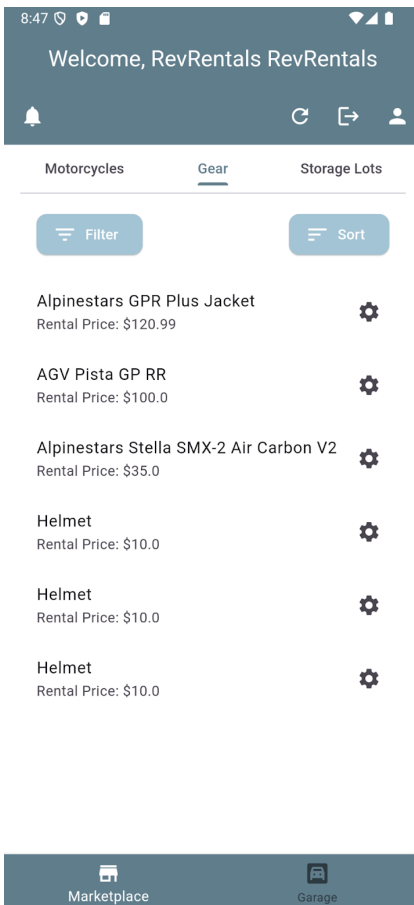 8:47
Welcome, RevRentals RevRentals
Motorcycles Gear Storage Lots
Filter Sort
Alpinestars GPR Plus Jacket
Rental Price: $120.99
AGV Pista GP RR
Rental Price: $100.0
Alpinestars Stella SMX-2 Air Carbon V2
Rental Price: $35.0
Helmet
Rental Price: $10.0
Helmet
Rental Price: $10.0
Helmet
Rental Price: $10.0
Marketplace Garage